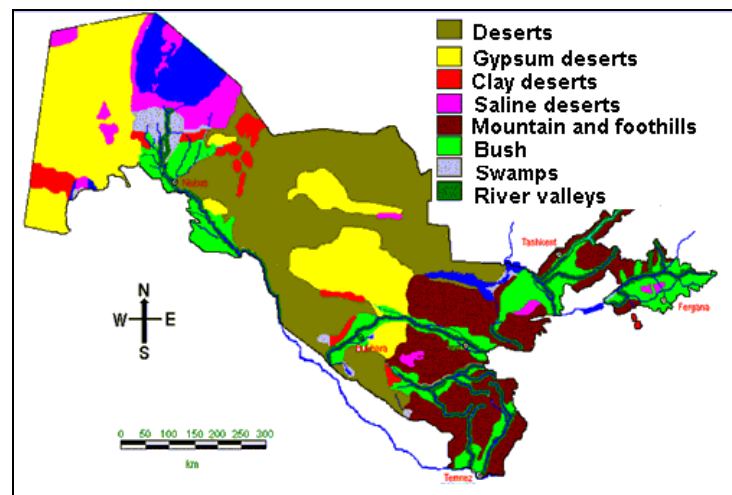 Deserts
Gypsum deserts
Clay deserts
Saline deserts
Mountain and foothills
Bush
Swamps
River valleys
Nukus
Tashkent
Fergana
N
W E
S
0 50 100 150 200 250 300
km
Termez